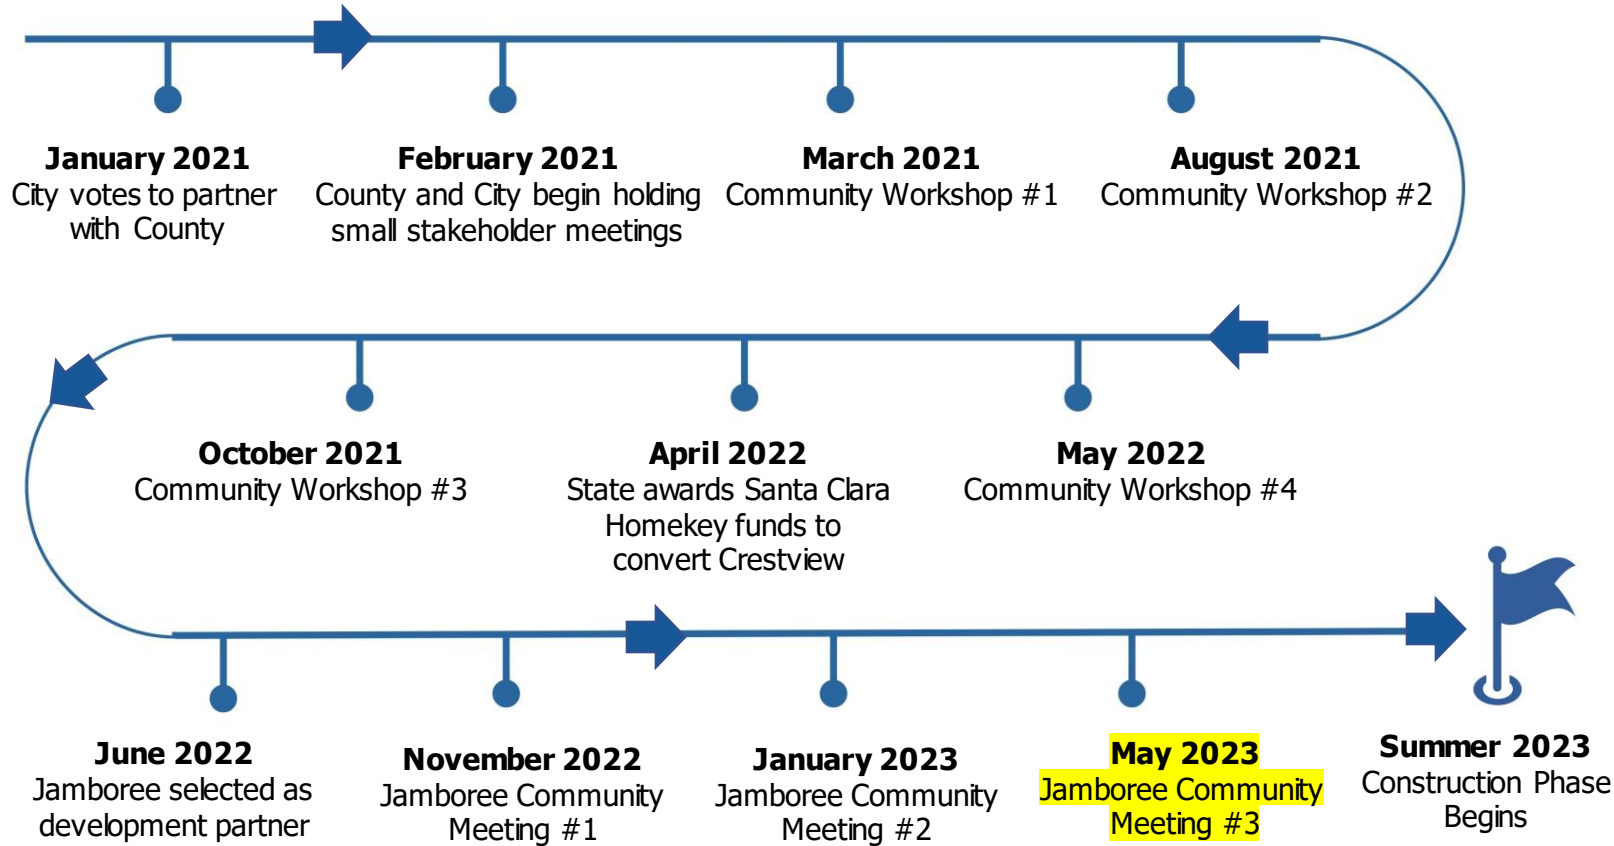 January 2021
City votes to partner
with County
February 2021
County and City begin holding
small stakeholder meetings
March 2021
Community Workshop #1
August 2021
Community Workshop #2
October 2021
Community Workshop #3
April 2022
State awards Santa Clara
Homekey funds to
convert Crestview
May 2022
Community Workshop #4
June 2022
Jamboree selected as
development partner
November 2022
Jamboree Community
Meeting #1
January 2023
Jamboree Community
Meeting #2
May 2023
Jamboree Community
Meeting #3
Summer 2023
Construction Phase
Begins